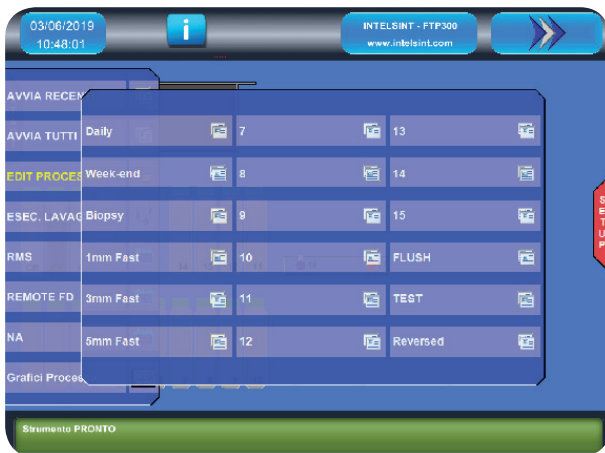 03/06/2019
10:48:01
i
INTELSINT - FTP300
www.intelsint.com
AVVIA RECEN
AVVIA TUTTI
EDIT PROCES
ESEC. LAVAG
RMS
REMOTE FD
NA
Grafici Proces
Daily
7
13
Week-end
8
14
Biopsy
9
15
1mm Fast
10
FLUSH
3mm Fast
11
TEST
5mm Fast
12
Reversed
SETUP
Strumento PRONTO